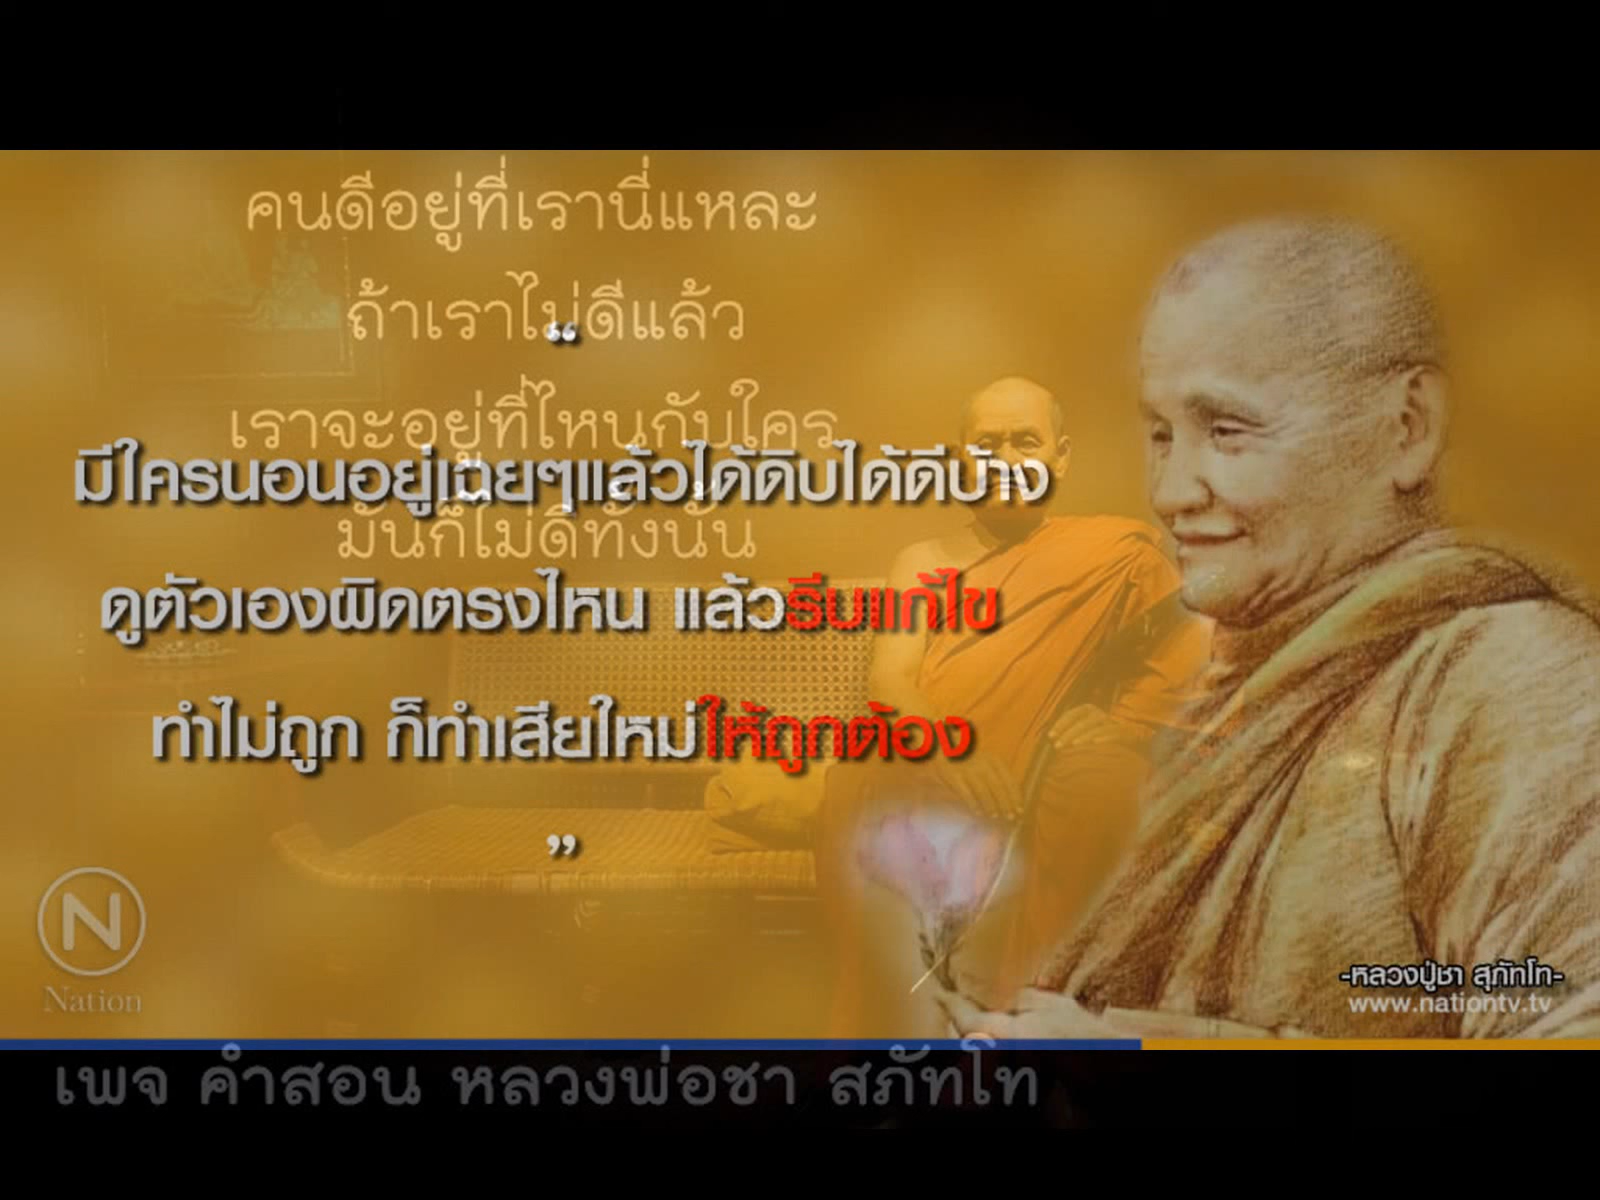 คนดีอยู่ที่เรานี่แหละ
ถ้าเราไม่ดีแล้ว
เราจะอยู่ที่ไหนกับใคร
มันก็ไม่ดีทั้งนั้น
“
มีใครนอนอยู่เฉยๆแล้วได้ดิบได้ดีบ้าง
ดูตัวเองผิดตรงไหน แล้วรีบแก้ไข
ทำไม่ถูก ก็ทำเสียใหม่ให้ถูกต้อง
”
N
Nation
-หลวงปู่ชา สุภัทโท-
www.nationtv.tv
เพจ คำสอน หลวงพ่อชา สภัทโท